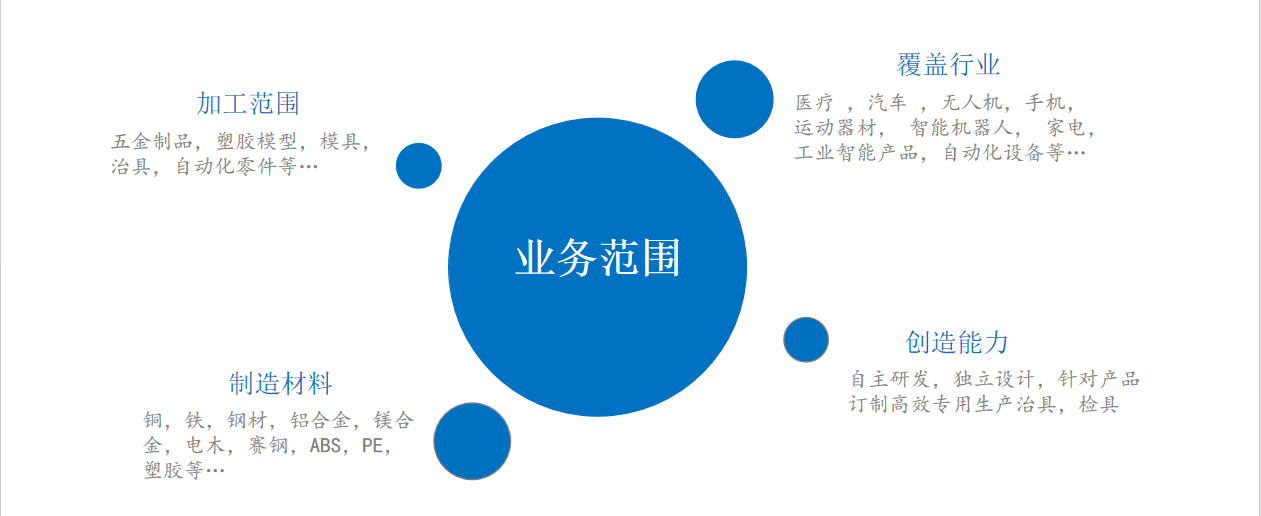 加工范围
五金制品，塑胶模型，模具，
治具，自动化零件等…
覆盖行业
医疗 ，汽车 ，无人机，手机，
运动器材， 智能机器人， 家电，
工业智能产品，自动化设备等…
业务范围
制造材料
铜，铁，钢材，铝合金，镁合
金，电木，赛钢，ABS，PE，
塑胶等…
创造能力
自主研发，独立设计，针对产品
订制高效专用生产治具，检具